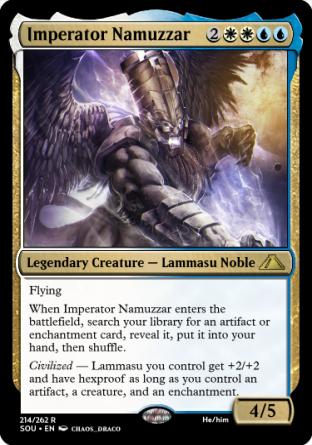 Imperator Namuzzar 2
Legendary Creature — Lammasu Noble
Flying
When Imperator Namuzzar enters the
battlefield, search your library for an artifact or
enchantment card, reveal it, put it into your
hand, then shuffle.
Civilized — Lammasu you control get +2/+2
and have hexproof as long as you control an
artifact, a creature, and an enchantment.
4/5
214/262 R
He/him
SOU • EN CHAOS_DRACO